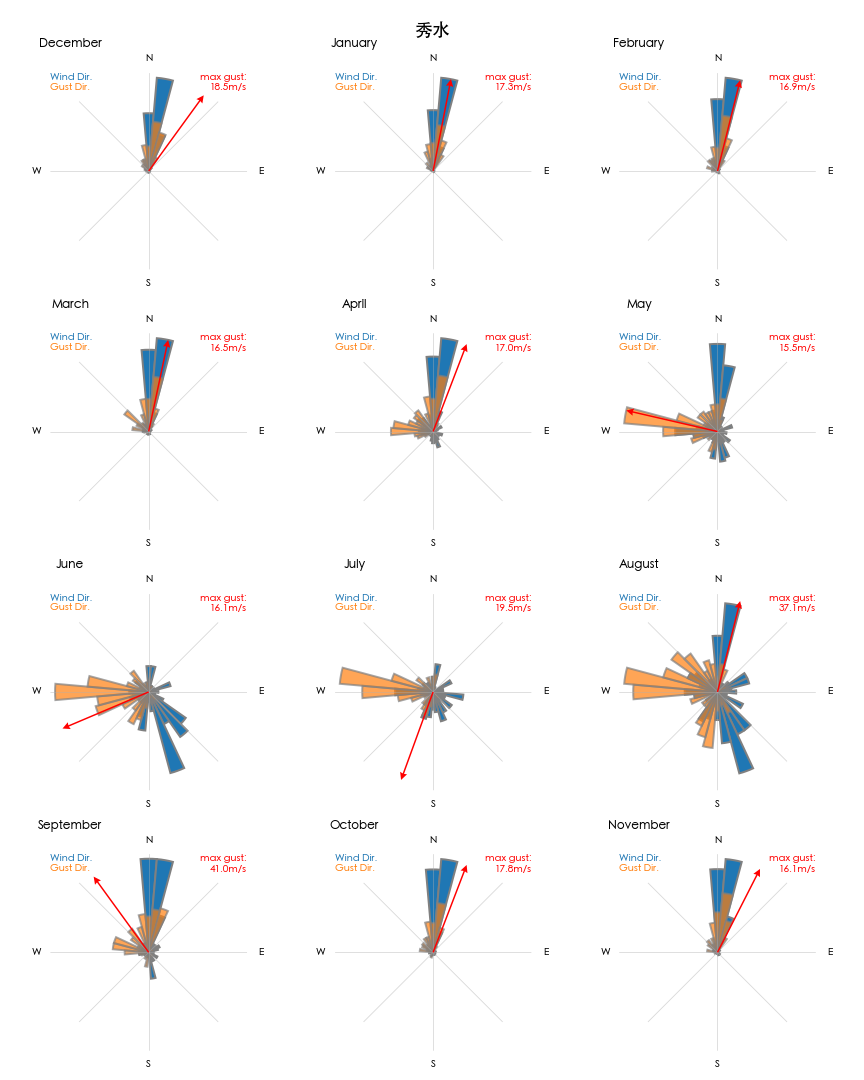 秀水
December
N
Wind Dir.
Gust Dir.
max gust:
18.5m/s
W
E
S
January
N
Wind Dir.
Gust Dir.
max gust:
17.3m/s
W
E
S
February
N
Wind Dir.
Gust Dir.
max gust:
16.9m/s
W
E
S
March
N
Wind Dir.
Gust Dir.
max gust:
16.5m/s
W
E
S
April
N
Wind Dir.
Gust Dir.
max gust:
17.0m/s
W
E
S
May
N
Wind Dir.
Gust Dir.
max gust:
15.5m/s
W
E
S
June
N
Wind Dir.
Gust Dir.
max gust:
16.1m/s
W
E
S
July
N
Wind Dir.
Gust Dir.
max gust:
19.5m/s
W
E
S
August
N
Wind Dir.
Gust Dir.
max gust:
37.1m/s
W
E
S
September
N
Wind Dir.
Gust Dir.
max gust:
41.0m/s
W
E
S
October
N
Wind Dir.
Gust Dir.
max gust:
17.8m/s
W
E
S
November
N
Wind Dir.
Gust Dir.
max gust:
16.1m/s
W
E
S